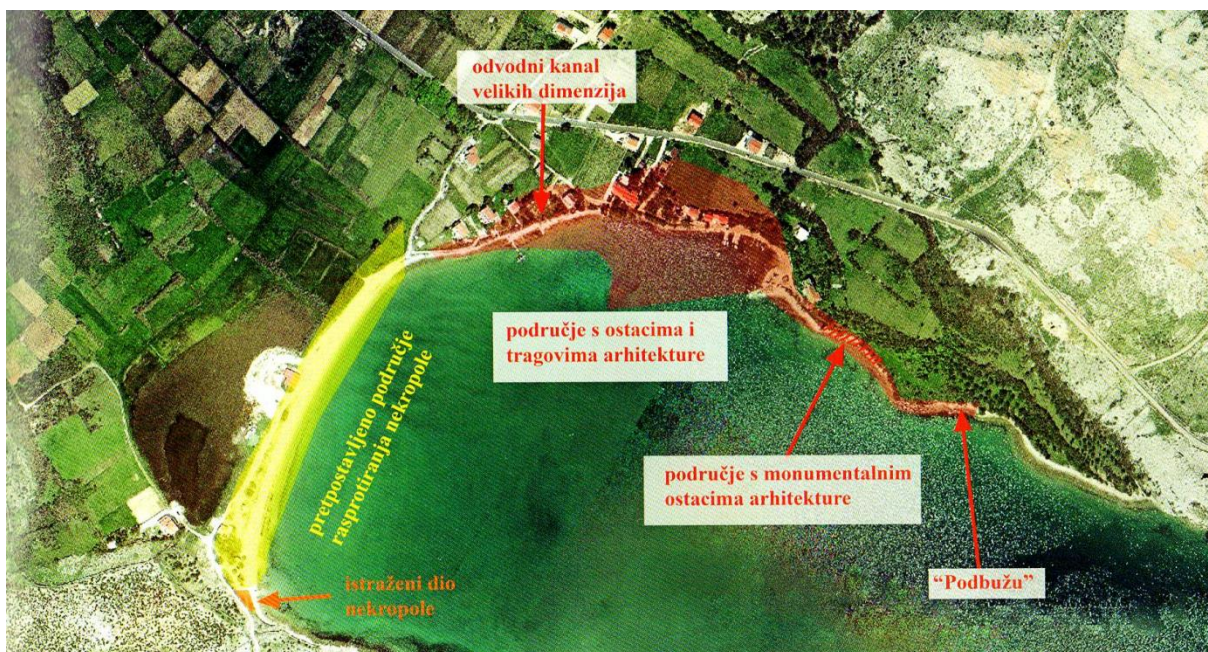 odvodni kanal
velikih dimenzija
područje s ostacima i
tragovima arhitekture
pretpostavljeno područje
rasprotiranja nekropole
područje s monumentalnim
ostacima arhitekture
istraženi dio
nekropole
“Podbužu”